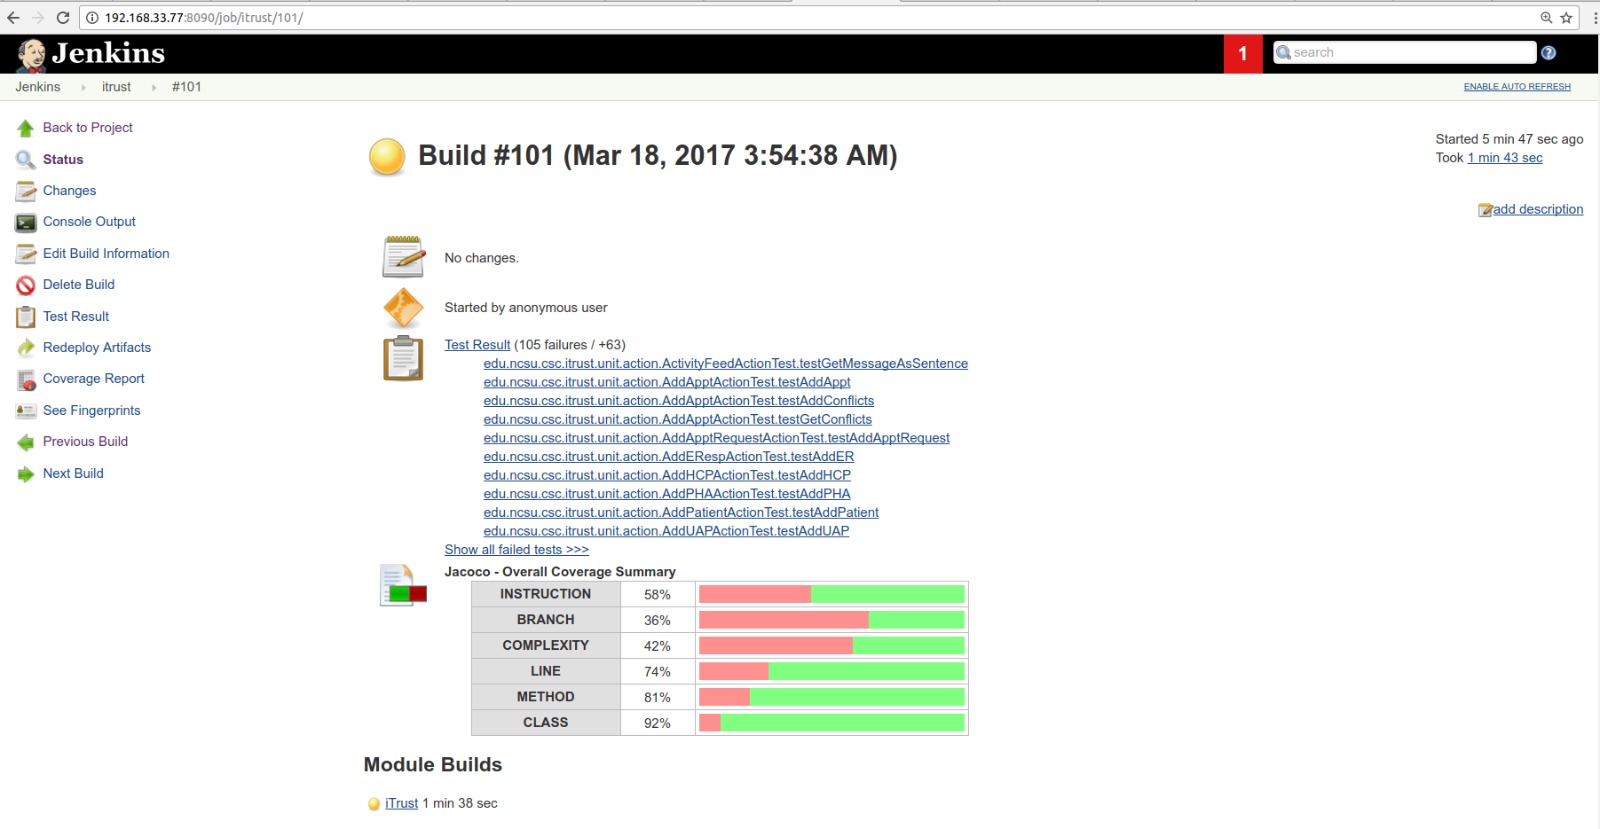 192.168.33.77:8090/job/itrust/101/
Jenkins
1
search
?
Jenkins itrust #101
ENABLE AUTO REFRESH
Back to Project
Status
Changes
Console Output
Edit Build Information
Delete Build
Test Result
Redeploy Artifacts
Coverage Report
See Fingerprints
Previous Build
Next Build
Build #101 (Mar 18, 2017 3:54:38 AM)
Started 5 min 47 sec ago
Took 1 min 43 sec
add description
No changes.
Started by anonymous user
Test Result (105 failures / +63)
edu.ncsu.csc.itrust.unit.action.ActivityFeedActionTest.testGetMessageAsSentence
edu.ncsu.csc.itrust.unit.action.AddApptActionTest.testAddAppt
edu.ncsu.csc.itrust.unit.action.AddApptActionTest.testAddConflicts
edu.ncsu.csc.itrust.unit.action.AddApptActionTest.testGetConflicts
edu.ncsu.csc.itrust.unit.action.AddApptRequestActionTest.testAddApptRequest
edu.ncsu.csc.itrust.unit.action.AddERespActionTest.testAddER
edu.ncsu.csc.itrust.unit.action.AddHCPActionTest.testAddHCP
edu.ncsu.csc.itrust.unit.action.AddPHAActionTest.testAddPHA
edu.ncsu.csc.itrust.unit.action.AddPatientActionTest.testAddPatient
edu.ncsu.csc.itrust.unit.action.AddUAPActionTest.testAddUAP
Show all failed tests >>>
Jacoco - Overall Coverage Summary
INSTRUCTION 58%
BRANCH 36%
COMPLEXITY 42%
LINE 74%
METHOD 81%
CLASS 92%
Module Builds
iTrust 1 min 38 sec